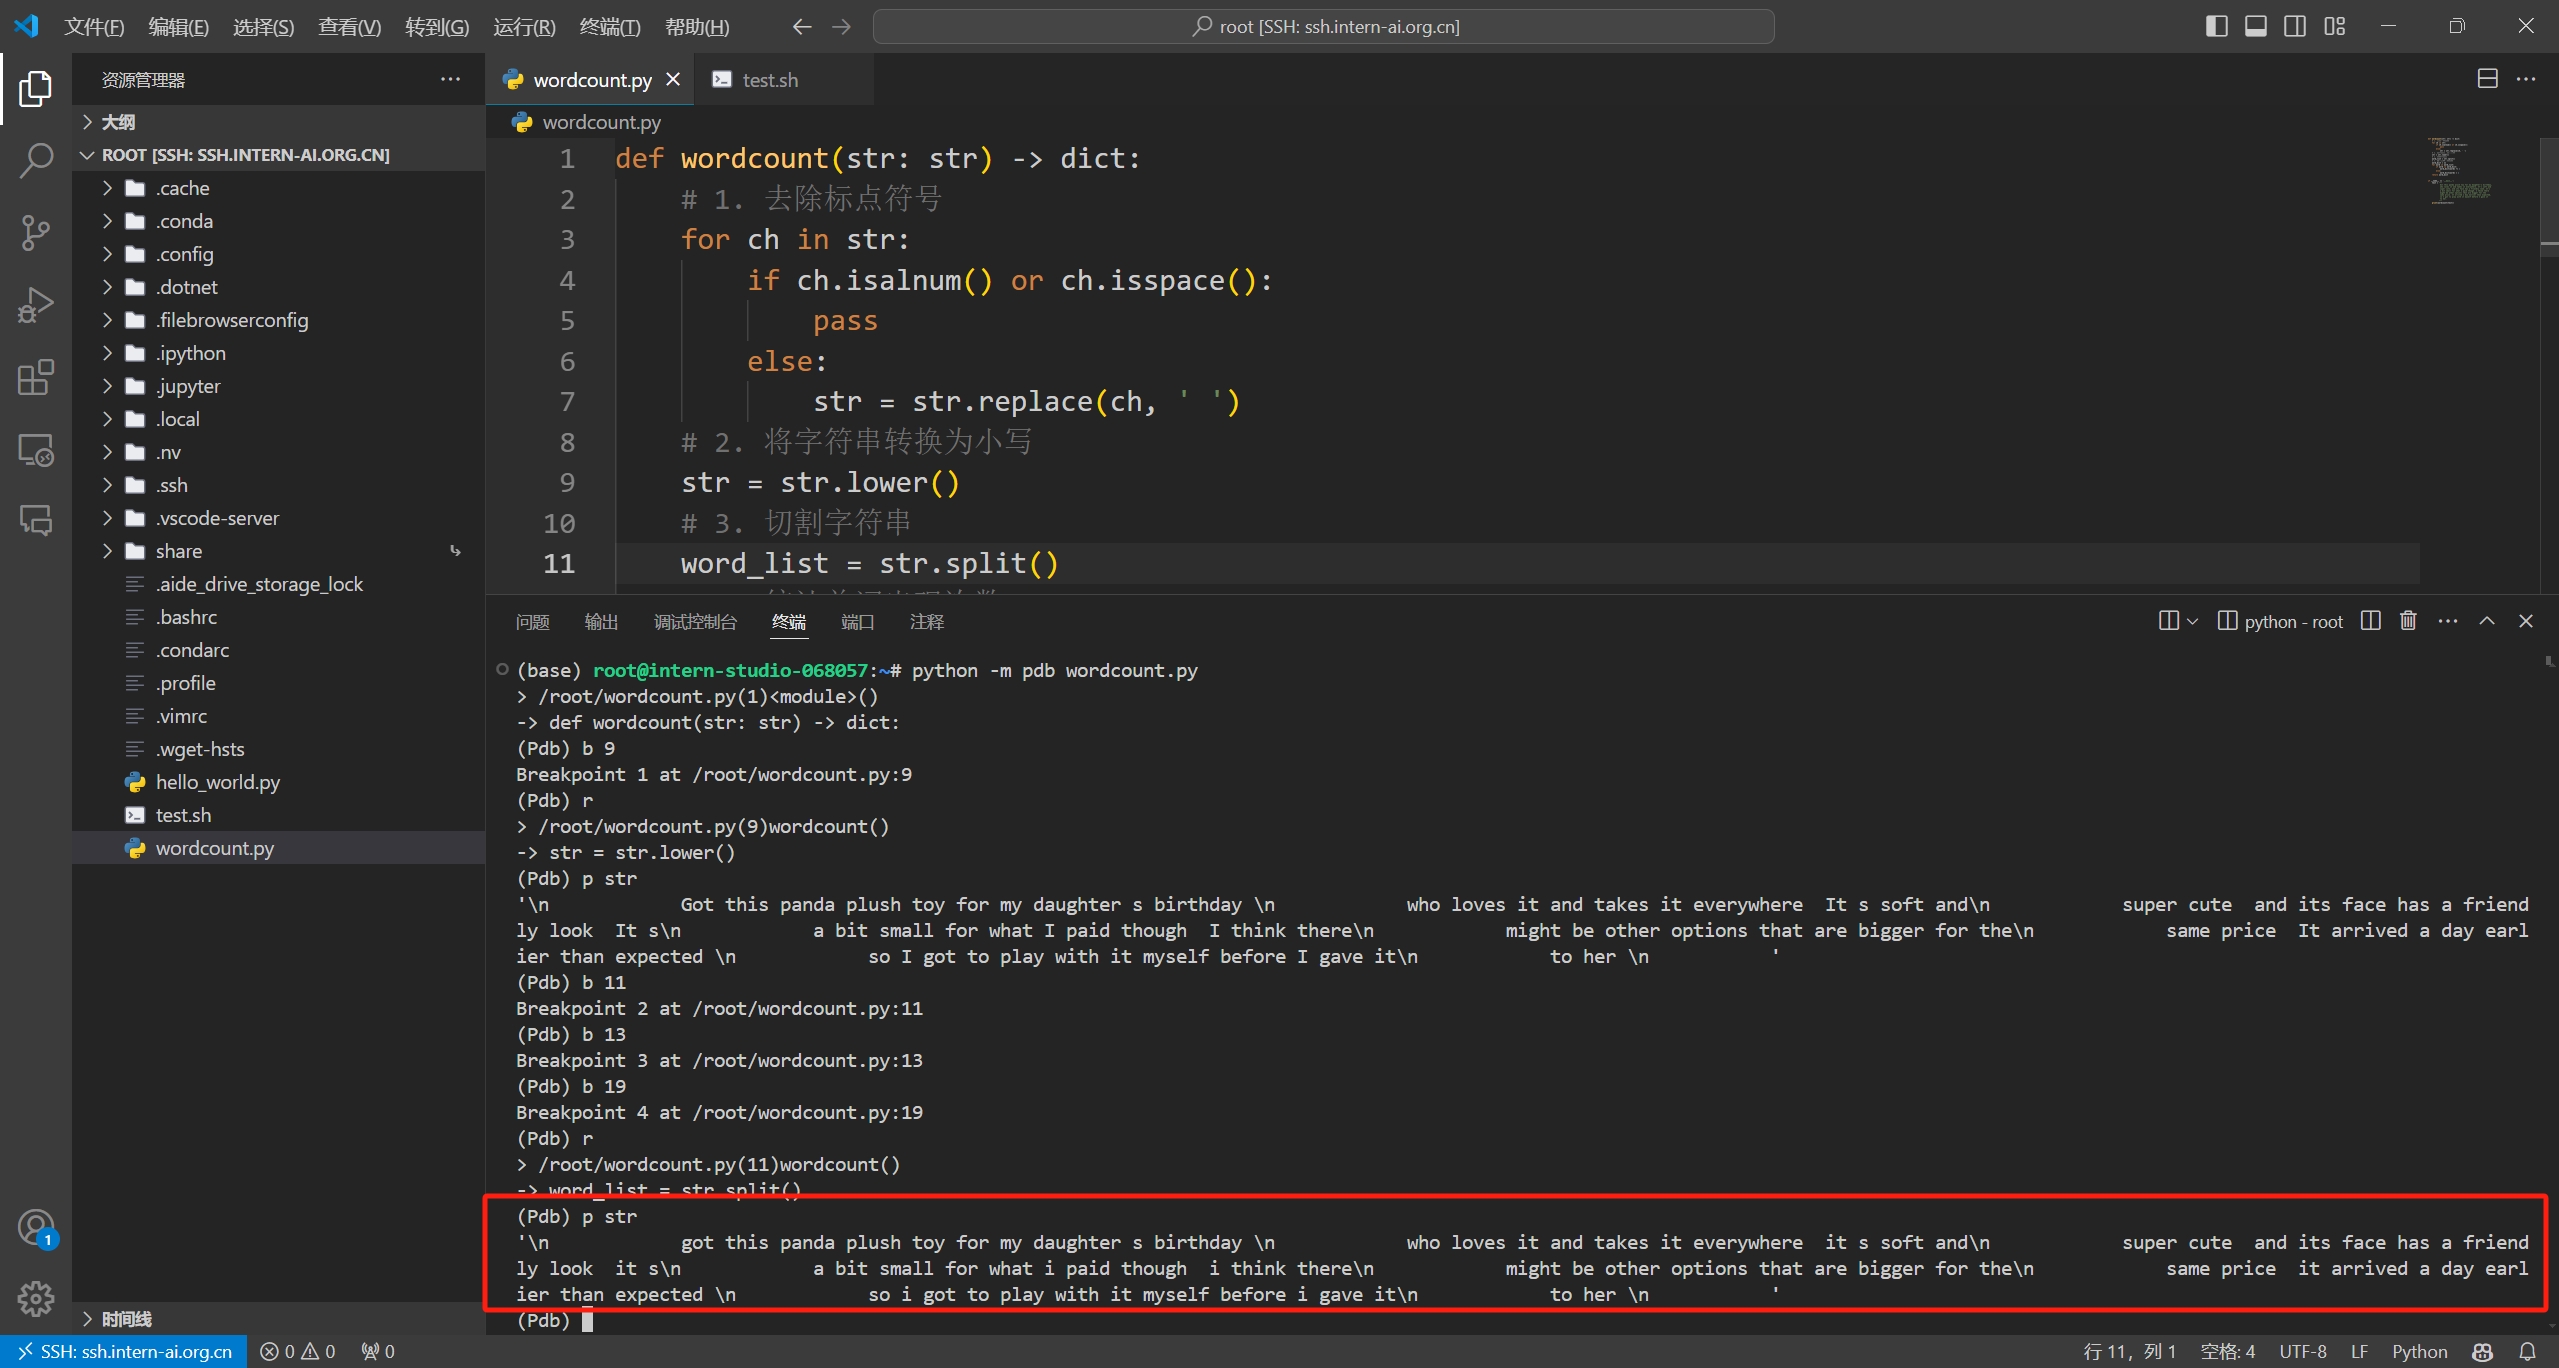 文件(F) 编辑(E) 选择(S) 查看(V) 转到(G) 运行(R) 终端(T) 帮助(H) root [SSH: ssh.intern-ai.org.cn]
资源管理器
大纲
ROOT [SSH: SSH.INTERN-AI.ORG.CN]
.cache
.conda
.config
.dotnet
.filebrowserconfig
.ipython
.jupyter
.local
.nv
.ssh
.vscode-server
share
.aide_drive_storage_lock
.bashrc
.condarc
.profile
.vimrc
.wget-hsts
hello_world.py
test.sh
wordcount.py
时间线
wordcount.py test.sh
wordcount.py
1 def wordcount(str: str) -> dict:
2 # 1. 去除标点符号
3 for ch in str:
4 if ch.isalnum() or ch.isspace():
5 pass
6 else:
7 str = str.replace(ch, ' ')
8 # 2. 将字符串转换为小写
9 str = str.lower()
10 # 3. 切割字符串
11 word_list = str.split()
问题 输出 调试控制台 终端 端口 注释 python - root
(base) root@intern-studio-068057:~# python -m pdb wordcount.py
> /root/wordcount.py(1)<module>()
-> def wordcount(str: str) -> dict:
(Pdb) b 9
Breakpoint 1 at /root/wordcount.py:9
(Pdb) r
> /root/wordcount.py(9)wordcount()
-> str = str.lower()
(Pdb) p str
'\n            Got this panda plush toy for my daughter s birthday \n            who loves it and takes it everywhere  It s soft and\n            super cute  and its face has a friend
ly look  It s\n            a bit small for what I paid though  I think there\n            might be other options that are bigger for the\n            same price  It arrived a day earl
ier than expected \n            so I got to play with it myself before I gave it\n            to her \n           '
(Pdb) b 11
Breakpoint 2 at /root/wordcount.py:11
(Pdb) b 13
Breakpoint 3 at /root/wordcount.py:13
(Pdb) b 19
Breakpoint 4 at /root/wordcount.py:19
(Pdb) r
> /root/wordcount.py(11)wordcount()
-> word_list = str.split()
(Pdb) p str
'\n            got this panda plush toy for my daughter s birthday \n            who loves it and takes it everywhere  it s soft and\n            super cute  and its face has a friend
ly look  it s\n            a bit small for what i paid though  i think there\n            might be other options that are bigger for the\n            same price  it arrived a day earl
ier than expected \n            so i got to play with it myself before i gave it\n            to her \n           '
(Pdb)
1
SSH: ssh.intern-ai.org.cn 0 0 0 行 11，列 1 空格: 4 UTF-8 LF Python